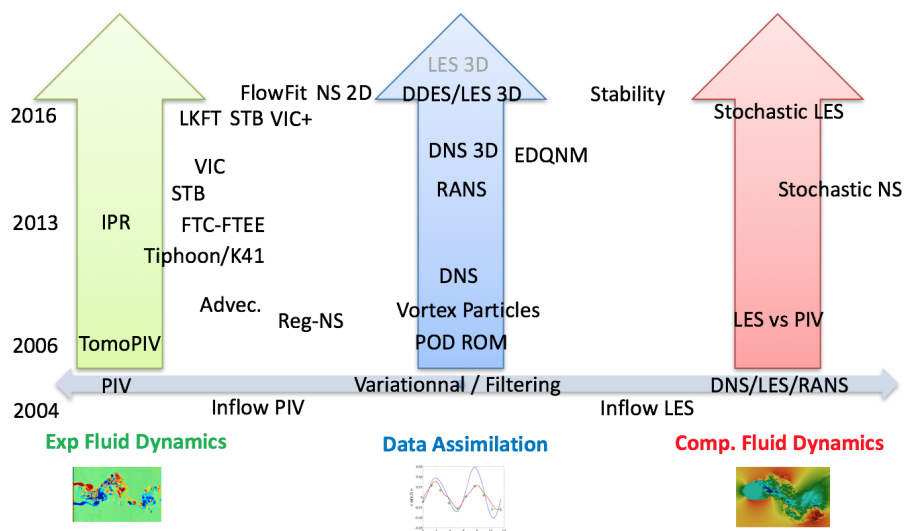 LES 3D
FlowFit NS 2D
DDES/LES 3D
Stability
2016
LKFT STB VIC+
Stochastic LES
DNS 3D
EDQNM
VIC
STB
RANS
Stochastic NS
2013
IPR
FTC-FTEE
Tiphoon/K41
DNS
Advec.
Vortex Particles
Reg-NS
LES vs PIV
2006
TomoPIV
POD ROM
PIV
Variationnal / Filtering
DNS/LES/RANS
2004
Inflow PIV
Inflow LES
Exp Fluid Dynamics
Data Assimilation
Comp. Fluid Dynamics